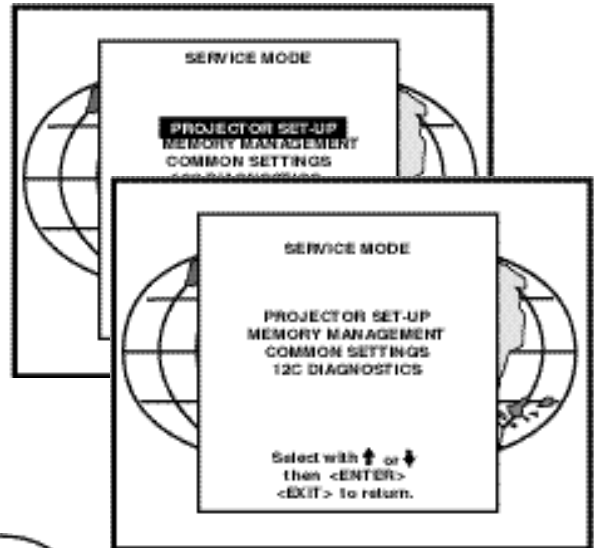 SERVICE MODE
PROJECTOR SET-UP
MEMORY MANAGEMENT
COMMON SETTINGS
SERVICE MODE
PROJECTOR SET-UP
MEMORY MANAGEMENT
COMMON SETTINGS
12C DIAGNOSTICS
Select with or
then <ENTER>
<EXIT> to return.